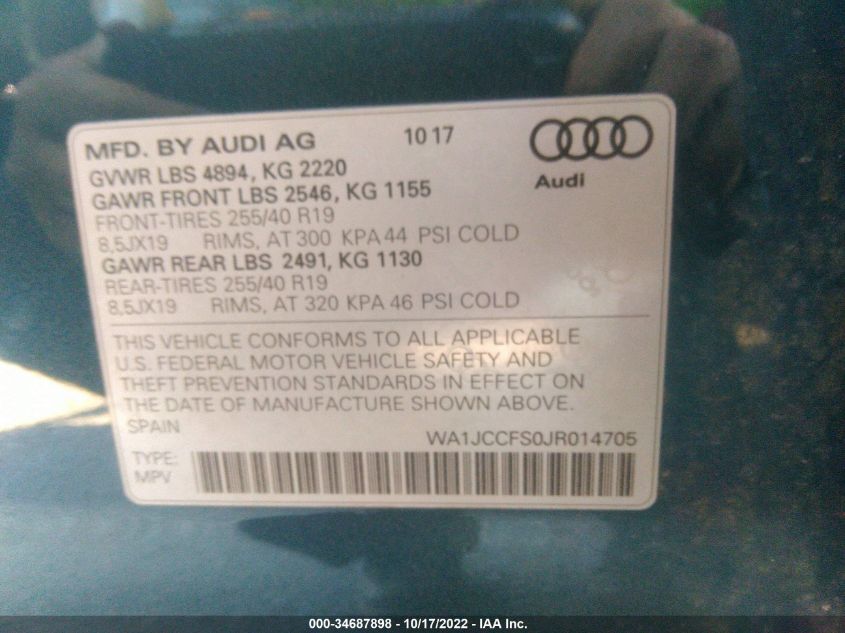 MFD. BY AUDI AG 10 17
GVWR LBS 4894, KG 2220
Audi
GAWR FRONT LBS 2546, KG 1155
FRONT-TIRES 255/40 R19
8,5JX19 RIMS, AT 300 KPA 44 PSI COLD
GAWR REAR LBS 2491, KG 1130
REAR-TIRES 255/40 R19
8,5JX19 RIMS, AT 320 KPA 46 PSI COLD
THIS VEHICLE CONFORMS TO ALL APPLICABLE
U.S. FEDERAL MOTOR VEHICLE SAFETY AND
THEFT PREVENTION STANDARDS IN EFFECT ON
THE DATE OF MANUFACTURE SHOWN ABOVE.
SPAIN WA1JCCFS0JR014705
TYPE:
MPV
000-34687898 - 10/17/2022 - IAA Inc.